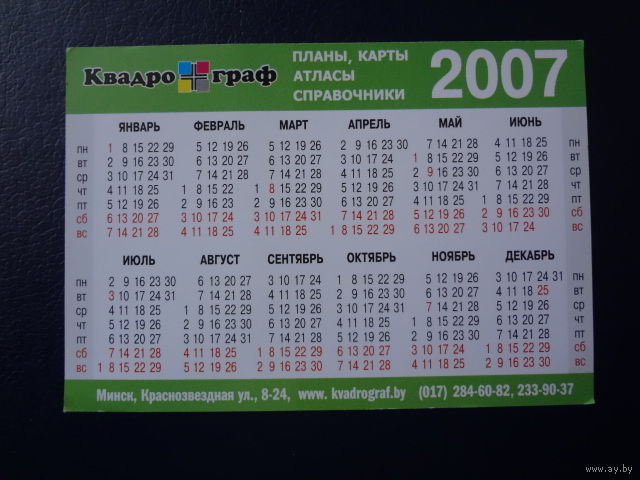 Квадро граф
ПЛАНЫ, КАРТЫ
АТЛАСЫ
СПРАВОЧНИКИ
2007
ЯНВАРЬ ФЕВРАЛЬ МАРТ АПРЕЛЬ МАЙ ИЮНЬ
пн 1 8 15 22 29 5 12 19 26 5 12 19 26 2 9 16 23 30 7 14 21 28 4 11 18 25 пн
вт 2 9 16 23 30 6 13 20 27 6 13 20 27 3 10 17 24 1 8 15 22 29 5 12 19 26 вт
ср 3 10 17 24 31 7 14 21 28 7 14 21 28 4 11 18 25 2 9 16 23 30 6 13 20 27 ср
чт 4 11 18 25 1 8 15 22 1 8 15 22 29 5 12 19 26 3 10 17 24 31 7 14 21 28 чт
пт 5 12 19 26 2 9 16 23 2 9 16 23 30 6 13 20 27 4 11 18 25 1 8 15 22 29 пт
сб 6 13 20 27 3 10 17 24 3 10 17 24 31 7 14 21 28 5 12 19 26 2 9 16 23 30 сб
вс 7 14 21 28 4 11 18 25 4 11 18 25 1 8 15 22 29 6 13 20 27 3 10 17 24 вс
ИЮЛЬ АВГУСТ СЕНТЯБРЬ ОКТЯБРЬ НОЯБРЬ ДЕКАБРЬ
пн 2 9 16 23 30 6 13 20 27 3 10 17 24 1 8 15 22 29 5 12 19 26 3 10 17 24 31 пн
вт 3 10 17 24 31 7 14 21 28 4 11 18 25 2 9 16 23 30 6 13 20 27 4 11 18 25 вт
ср 4 11 18 25 1 8 15 22 29 5 12 19 26 3 10 17 24 31 7 14 21 28 5 12 19 26 ср
чт 5 12 19 26 2 9 16 23 30 6 13 20 27 4 11 18 25 1 8 15 22 29 6 13 20 27 чт
пт 6 13 20 27 3 10 17 24 31 7 14 21 28 5 12 19 26 2 9 16 23 30 7 14 21 28 пт
сб 7 14 21 28 4 11 18 25 1 8 15 22 29 6 13 20 27 3 10 17 24 1 8 15 22 29 сб
вс 1 8 15 22 29 5 12 19 26 2 9 16 23 30 7 14 21 28 4 11 18 25 2 9 16 23 30 вс
Минск, Краснозвездная ул., 8-24, www. kvadrograf.by (017) 284-60-82, 233-90-37
www.ay.by